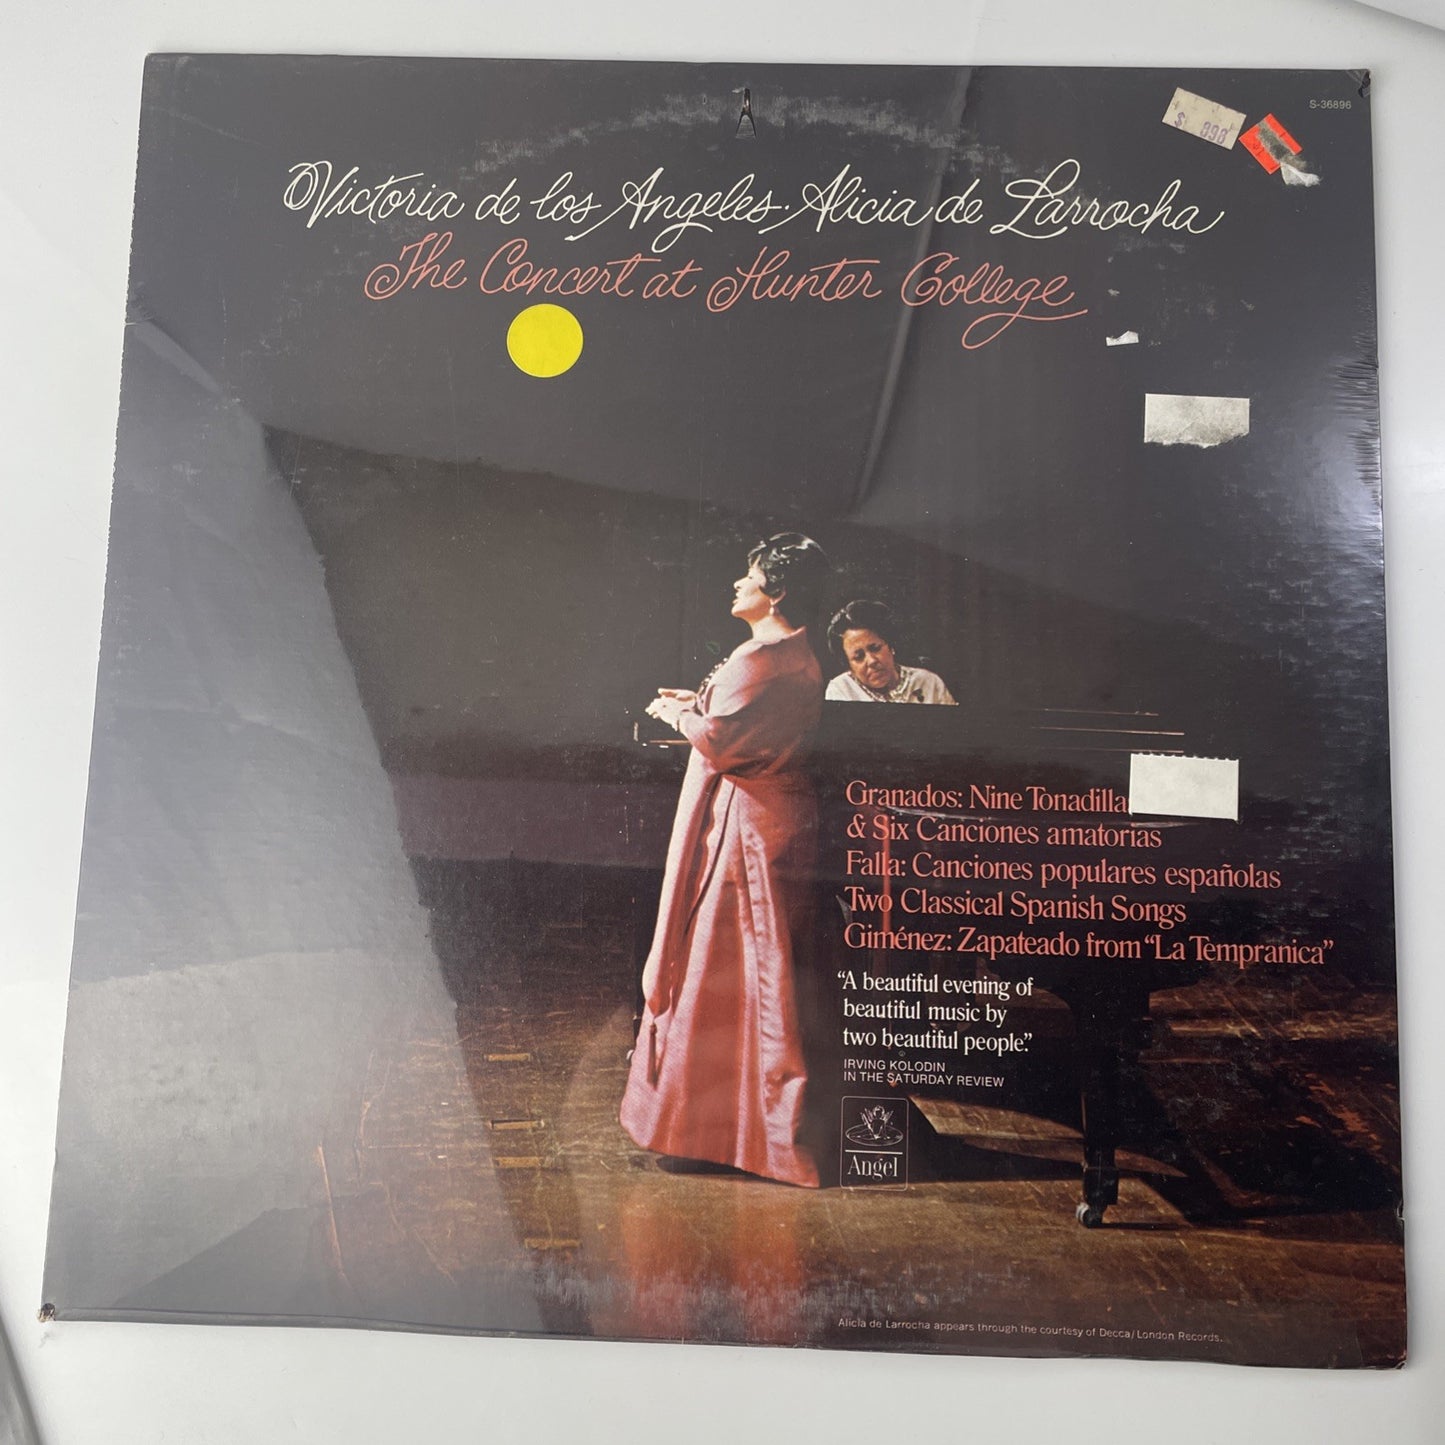 S-36896
$ 898
Victoria de los Angeles·Alicia de Larrocha
The Concert at Hunter College
Granados: Nine Tonadilla
& Six Canciones amatorias
Falla: Canciones populares españolas
Two Classical Spanish Songs
Giménez: Zapateado from “La Tempranica”
“A beautiful evening of
beautiful music by
two beautiful people.”
IRVING KOLODIN
IN THE SATURDAY REVIEW
Angel
Alicia de Larrocha appears through the courtesy of Decca/London Records.